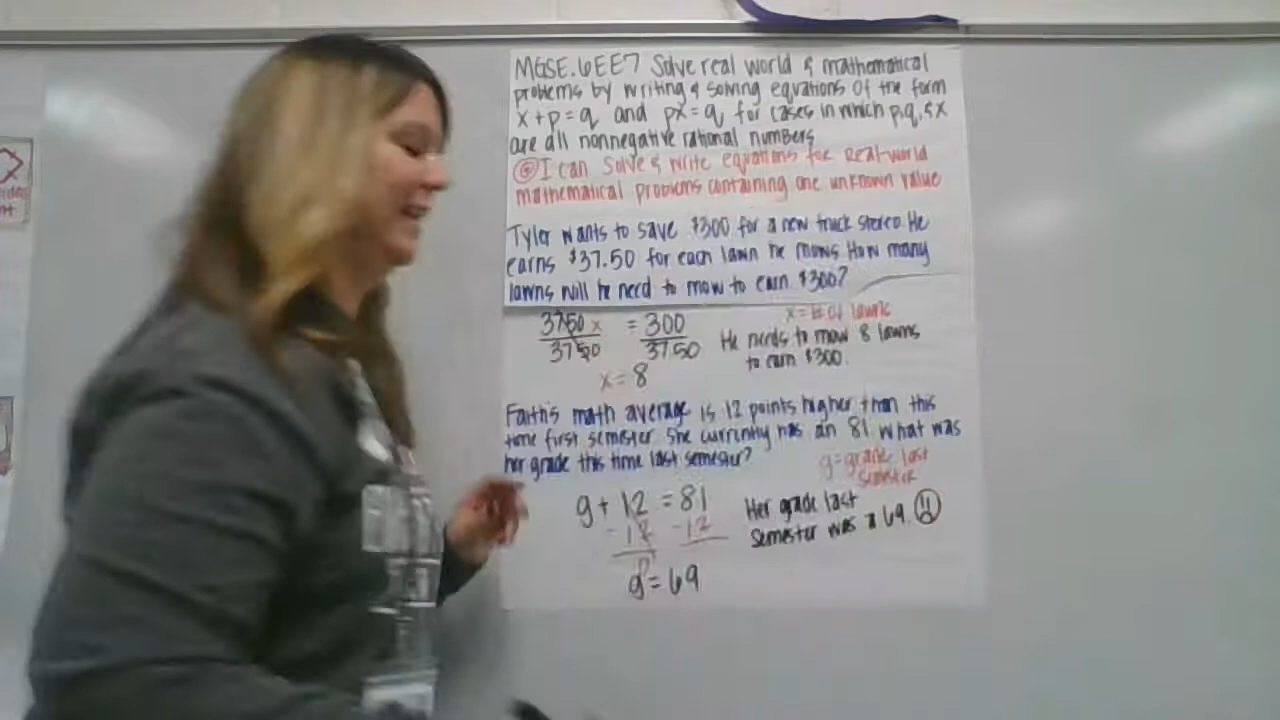 MGSE.6EE7 Solve real world & mathematical
problems by writing & solving equations of the form
x + p = q and px = q for cases in which p, q, & x
are all nonnegative rational numbers
I can solve & write equations for real-world
mathematical problems containing one unknown value
Tyler wants to save $300 for a new truck stereo. He
earns $37.50 for each lawn he mows. How many
lawns will he need to mow to earn $300?
x = # of lawns
37.50 x = 300
37.50 37.50
He needs to mow 8 lawns
to earn $300.
x = 8
Faith's math average is 12 points higher than this
time first semester. She currently has an 81. What was
her grade this time last semester?
g = grade last
semester
g + 12 = 81
- 12 - 12
g = 69
Her grade last
semester was a 69.